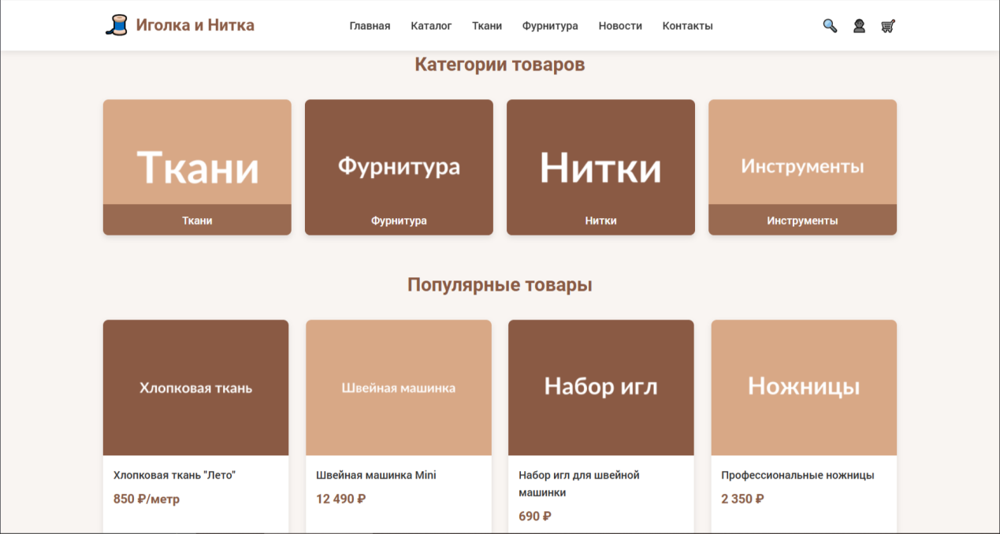 Иголка и Нитка
Главная Каталог Ткани Фурнитура Новости Контакты
Категории товаров
Ткани Фурнитура Нитки Инструменты
Ткани Фурнитура Нитки Инструменты
Популярные товары
Хлопковая ткань Швейная машинка Набор игл Ножницы
Хлопковая ткань "Лето"
850 ₽/метр
Швейная машинка Mini
12 490 ₽
Набор игл для швейной
машинки
690 ₽
Профессиональные ножницы
2 350 ₽